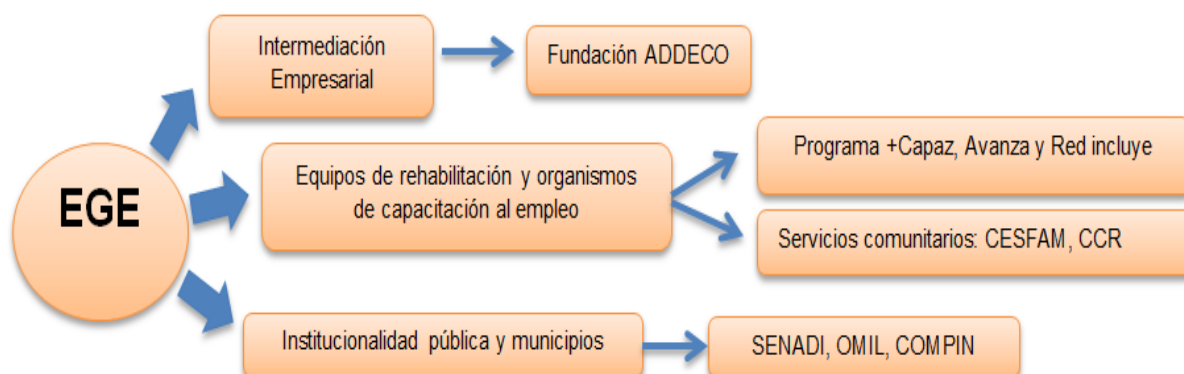 EGE
Intermediación
Empresarial
Fundación ADDECO
Equipos de rehabilitación y organismos
de capacitación al empleo
Programa +Capaz, Avanza y Red incluye
Servicios comunitarios: CESFAM, CCR
Institucionalidad pública y municipios
SENADI, OMIL, COMPIN